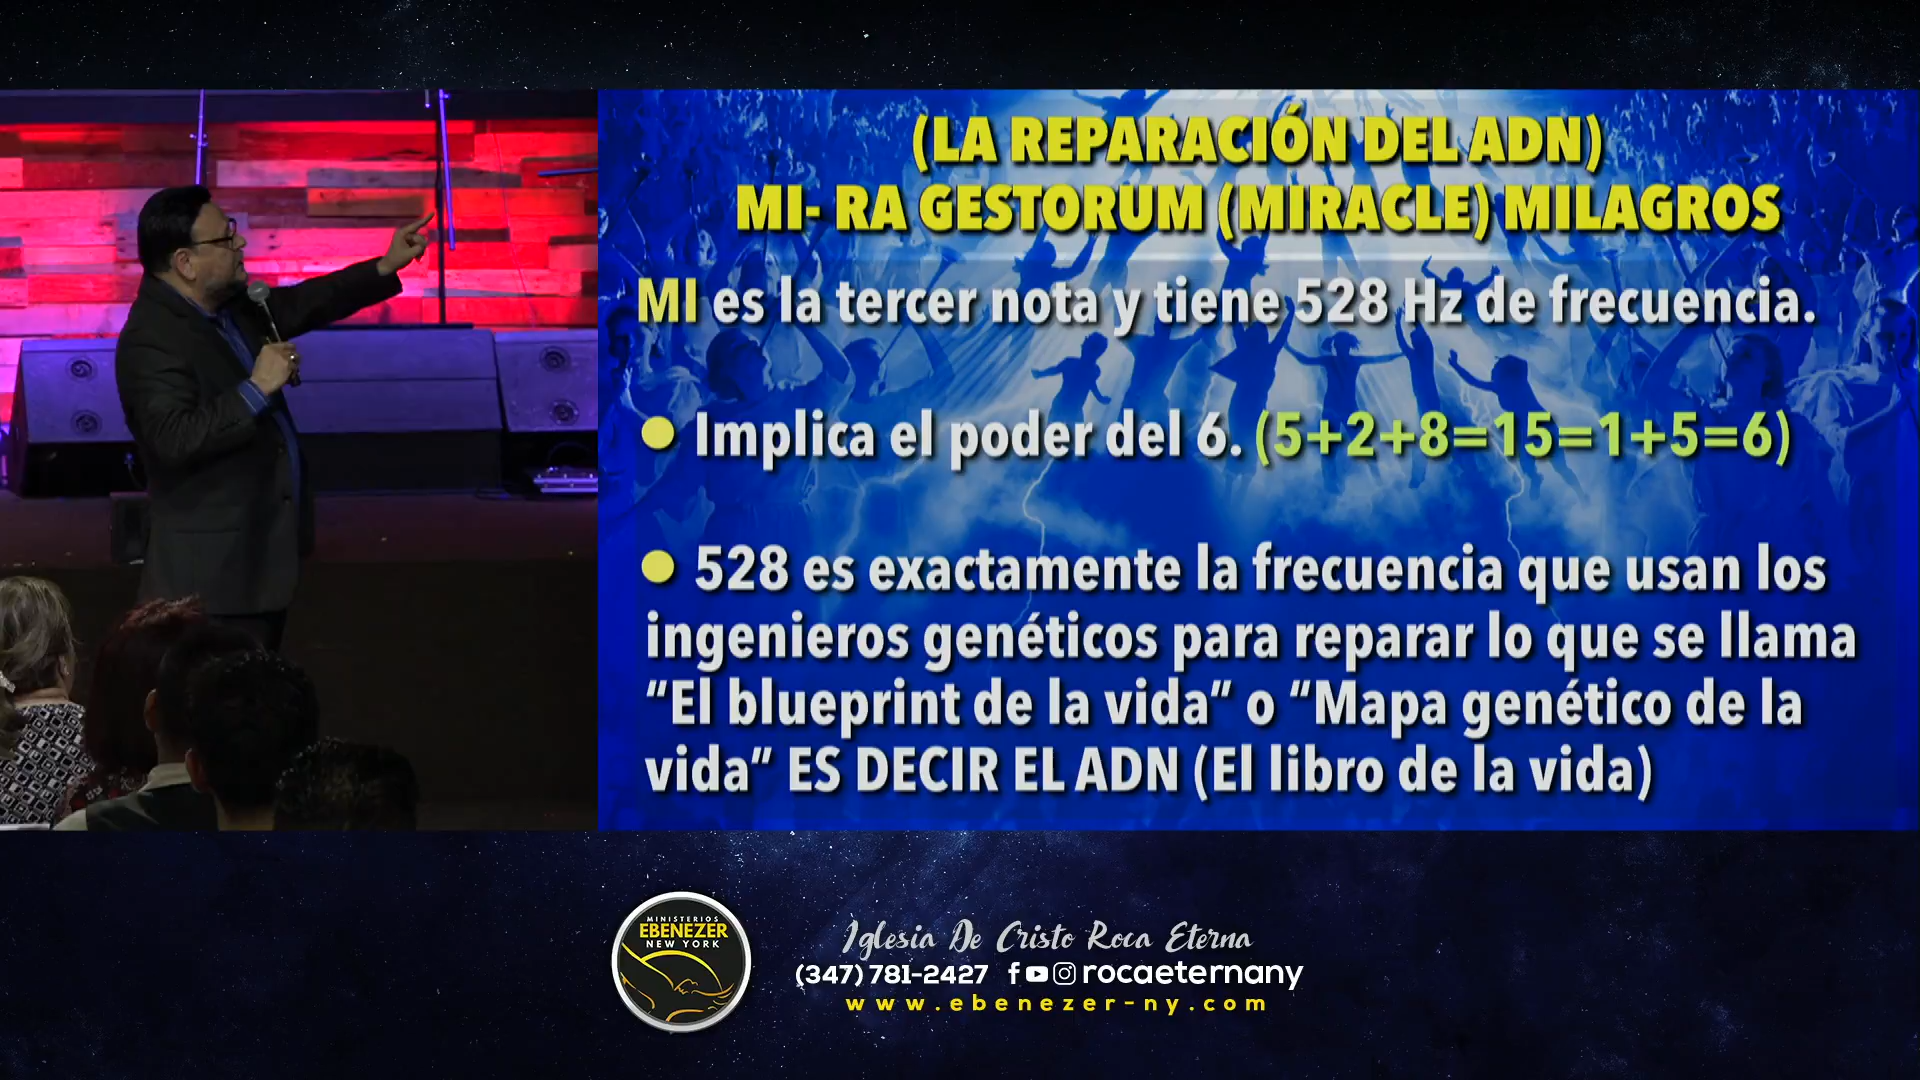 (LA REPARACIÓN DEL ADN)
MI- RA GESTORUM (MIRACLE) MILAGROS
MI es la tercer nota y tiene 528 Hz de frecuencia.
Implica el poder del 6. (5+2+8=15=1+5=6)
528 es exactamente la frecuencia que usan los
ingenieros genéticos para reparar lo que se llama
“El blueprint de la vida” o “Mapa genético de la
vida” ES DECIR EL ADN (El libro de la vida)
MINISTERIOS
EBENEZER
NEW YORK
Iglesia De Cristo Roca Eterna
(347) 781-2427 rocaeternany
www.ebenezer-ny.com